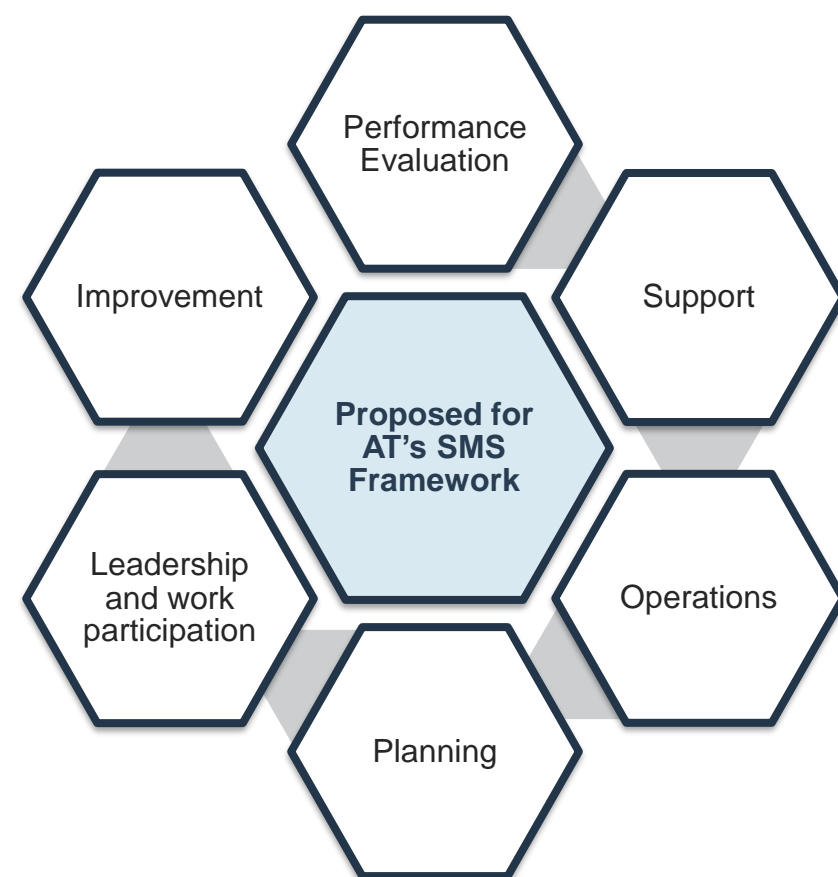 Performance
Evaluation
Improvement
Support
Proposed for
AT’s SMS
Framework
Leadership
and work
participation
Operations
Planning